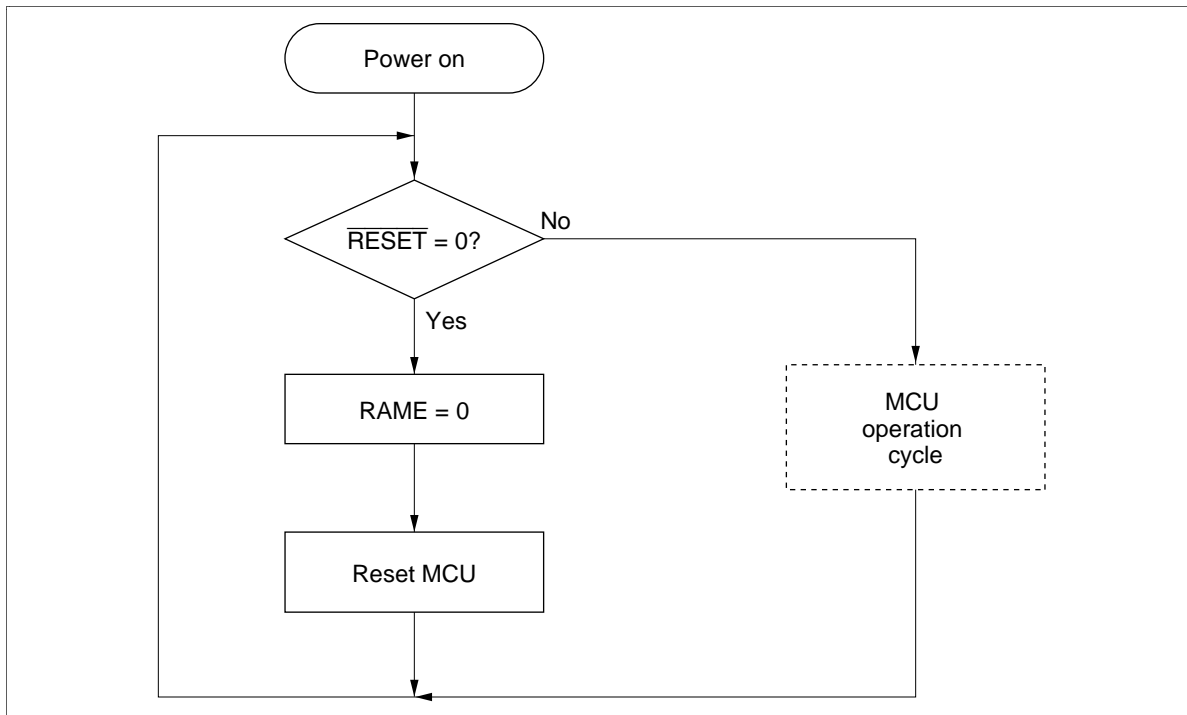 Power on
RESET = 0?
No
Yes
RAME = 0
MCU
operation
cycle
Reset MCU